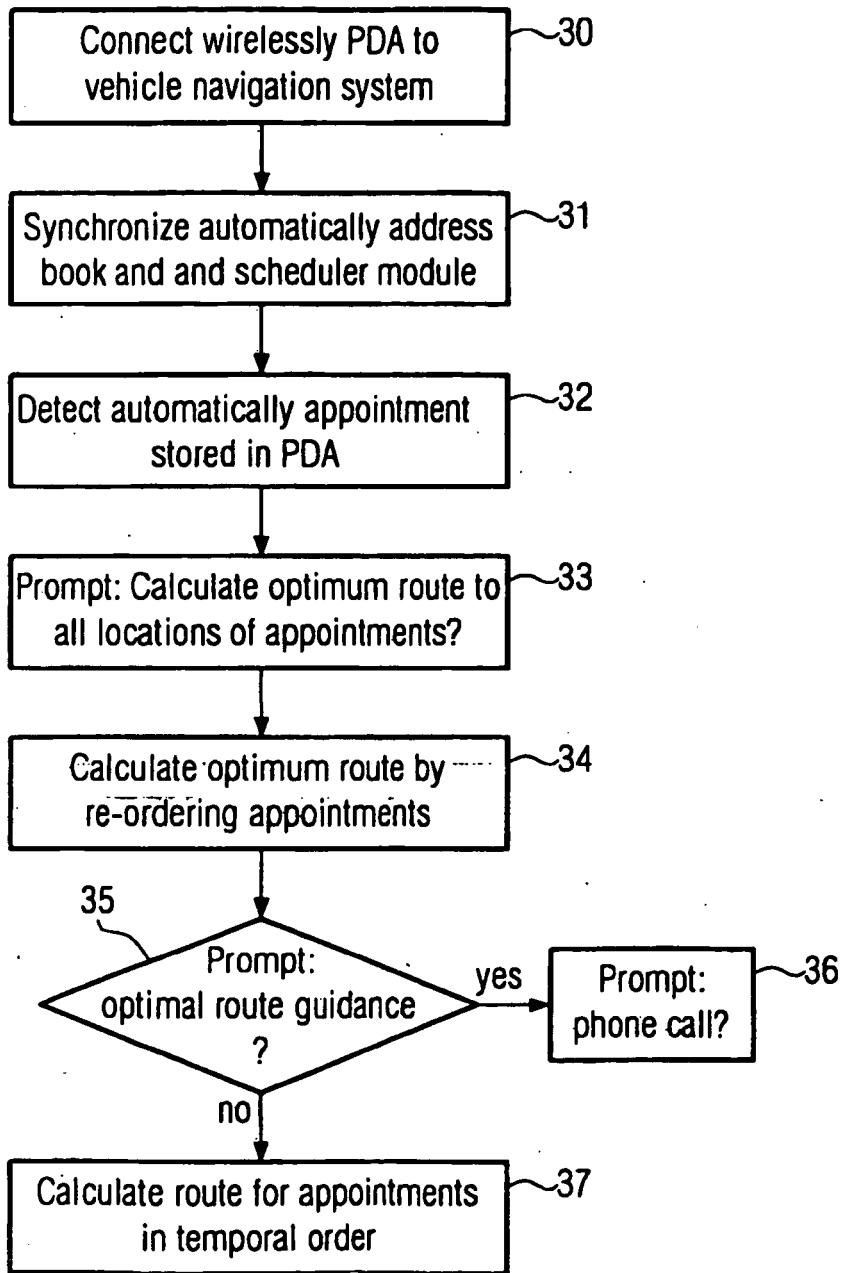 Connect wirelessly PDA to
vehicle navigation system
30
Synchronize automatically address
book and and scheduler module
31
Detect automatically appointment
stored in PDA
32
Prompt: Calculate optimum route to
all locations of appointments?
33
Calculate optimum route by
re-ordering appointments
34
35
Prompt:
optimal route guidance
?
yes
Prompt:
phone call?
36
no
Calculate route for appointments
in temporal order
37